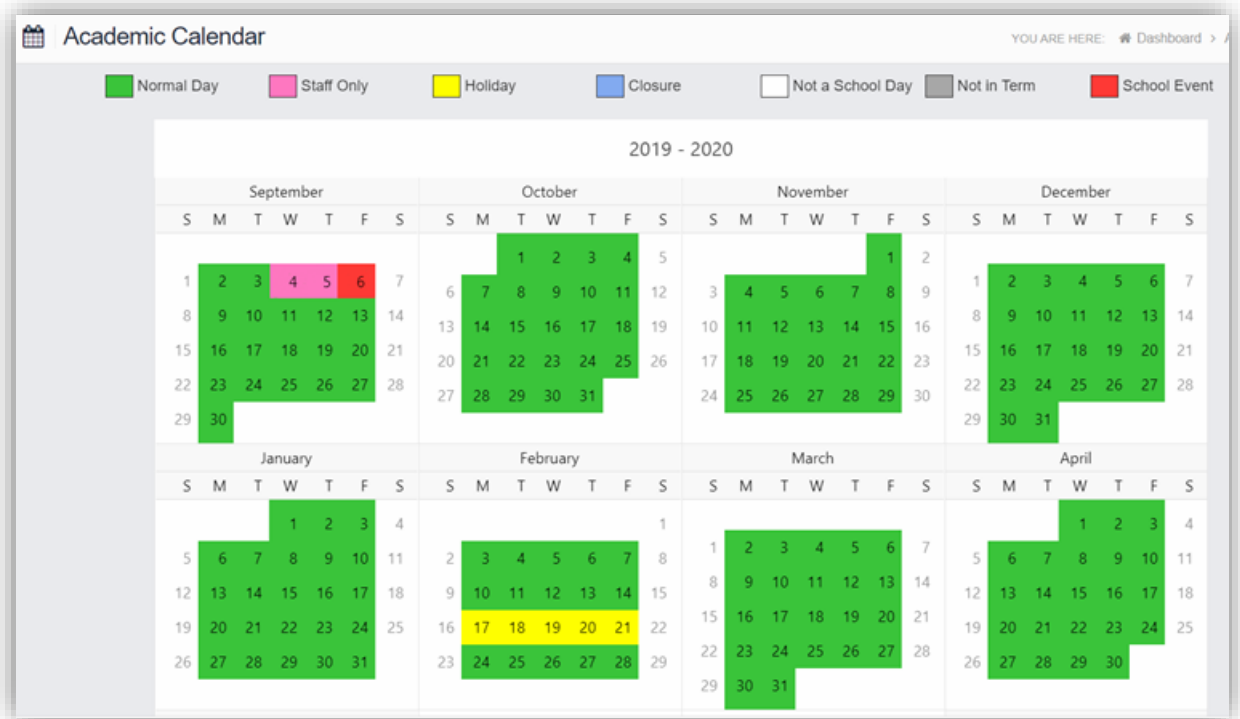 Academic Calendar
YOU ARE HERE: Dashboard >
Normal Day
Staff Only
Holiday
Closure
Not a School Day
Not in Term
School Event
2019 - 2020
September
S M T W T F S
1 2 3 4 5 6 7
8 9 10 11 12 13 14
15 16 17 18 19 20 21
22 23 24 25 26 27 28
29 30
October
S M T W T F S
1 2 3 4 5
6 7 8 9 10 11 12
13 14 15 16 17 18 19
20 21 22 23 24 25 26
27 28 29 30 31
November
S M T W T F S
1 2
3 4 5 6 7 8 9
10 11 12 13 14 15 16
17 18 19 20 21 22 23
24 25 26 27 28 29 30
December
S M T W T F S
1 2 3 4 5 6 7
8 9 10 11 12 13 14
15 16 17 18 19 20 21
22 23 24 25 26 27 28
29 30 31
January
S M T W T F S
1 2 3 4
5 6 7 8 9 10 11
12 13 14 15 16 17 18
19 20 21 22 23 24 25
26 27 28 29 30 31
February
S M T W T F S
1
2 3 4 5 6 7 8
9 10 11 12 13 14 15
16 17 18 19 20 21 22
23 24 25 26 27 28 29
March
S M T W T F S
1 2 3 4 5 6 7
8 9 10 11 12 13 14
15 16 17 18 19 20 21
22 23 24 25 26 27 28
29 30 31
April
S M T W T F S
1 2 3 4
5 6 7 8 9 10 11
12 13 14 15 16 17 18
19 20 21 22 23 24 25
26 27 28 29 30